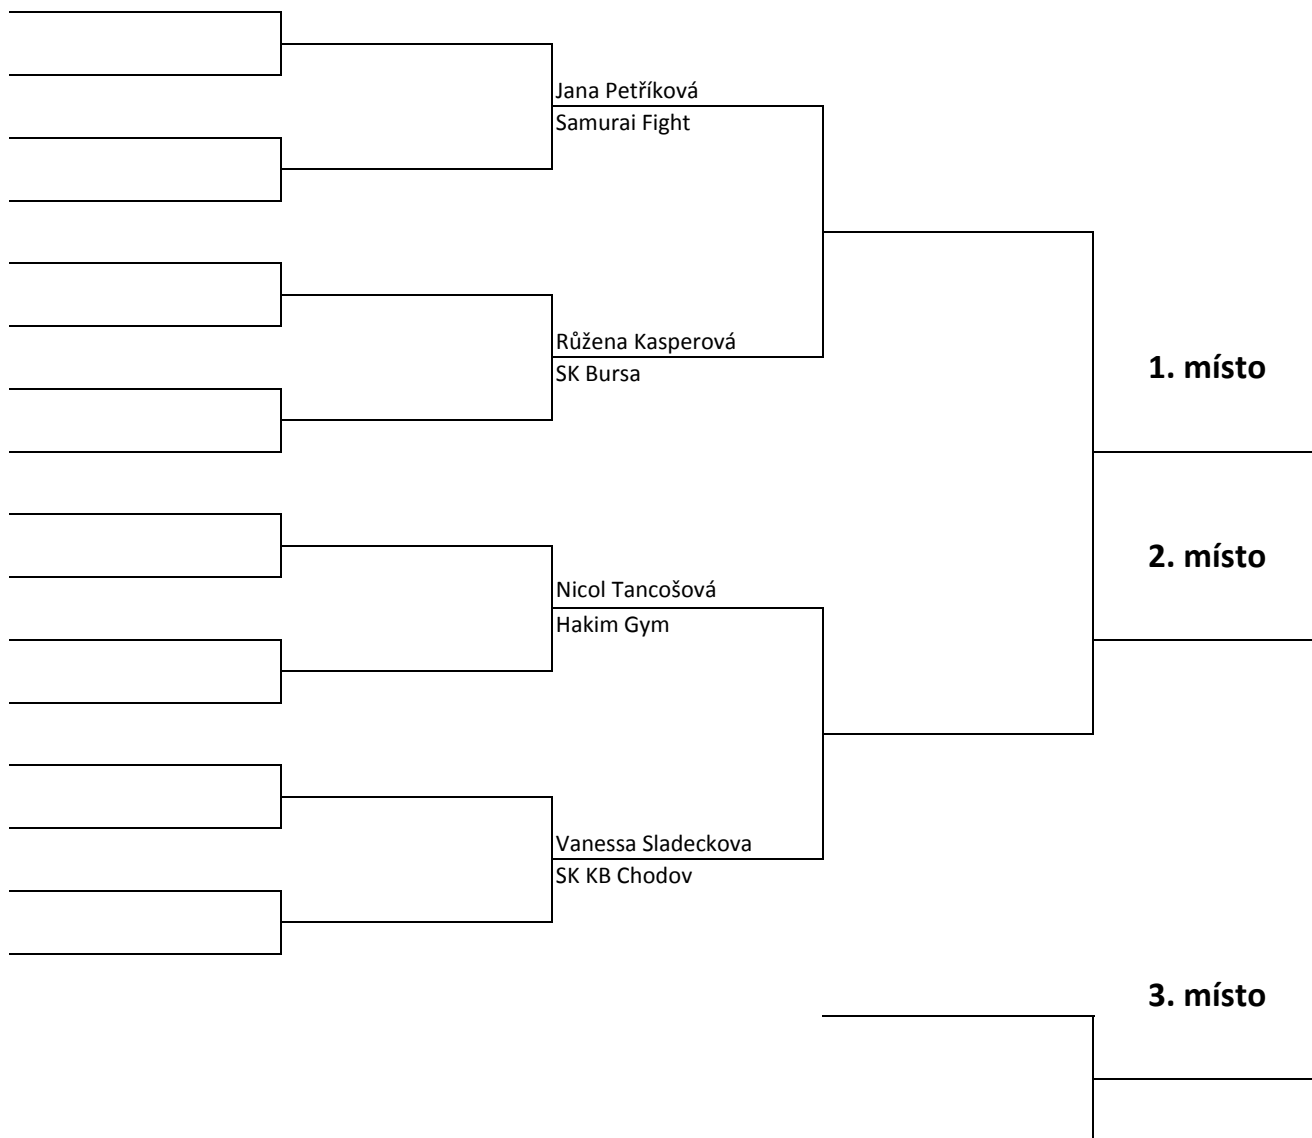 Jana Petříková
Samurai Fight
Růžena Kasperová
SK Bursa
1. místo
2. místo
Nicol Tancošová
Hakim Gym
Vanessa Sladeckova
SK KB Chodov
3. místo